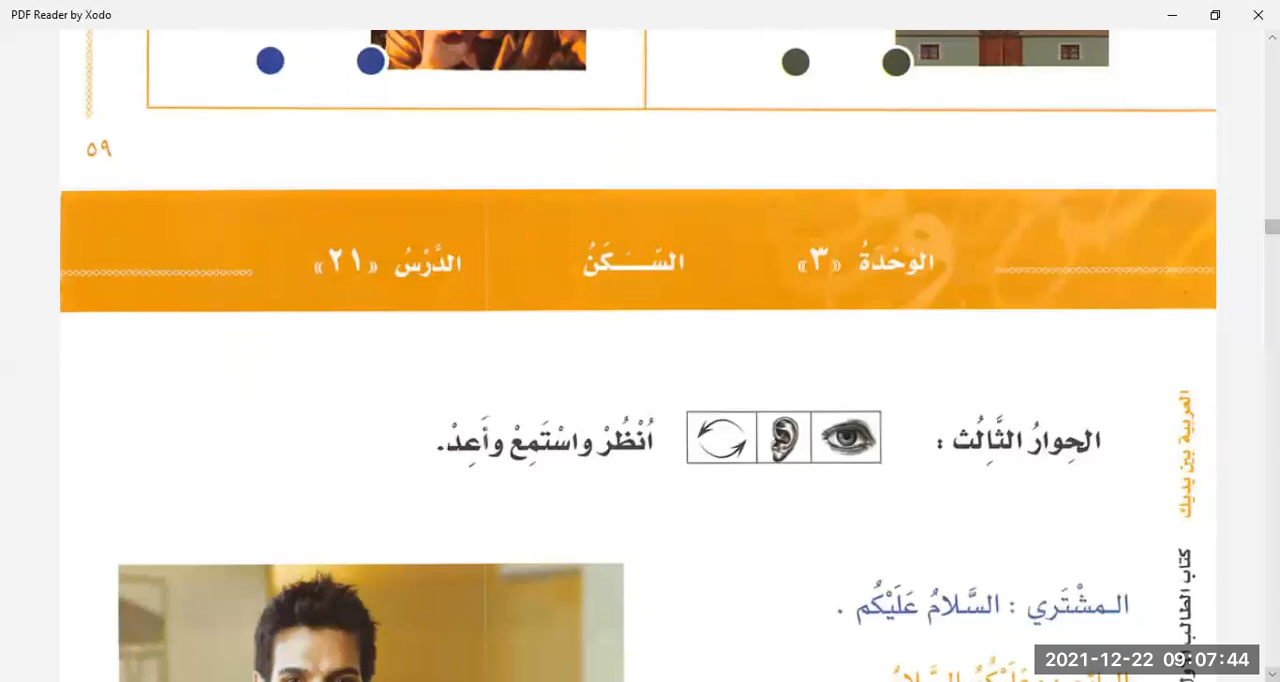 PDF Reader by Xodo
٥٩
الوَحْدَةُ «٣» السَّـــكَنُ الدَّرْسُ «٢١»
الحِوارُ الثَّالِث : اُنْظُرْ واسْتَمِعْ وأَعِدْ.
العربية بين يديك
كتاب الطالب
المشْتَرِي : السَّلامُ عَلَيْكُم .
2021-12-22 09:07:44